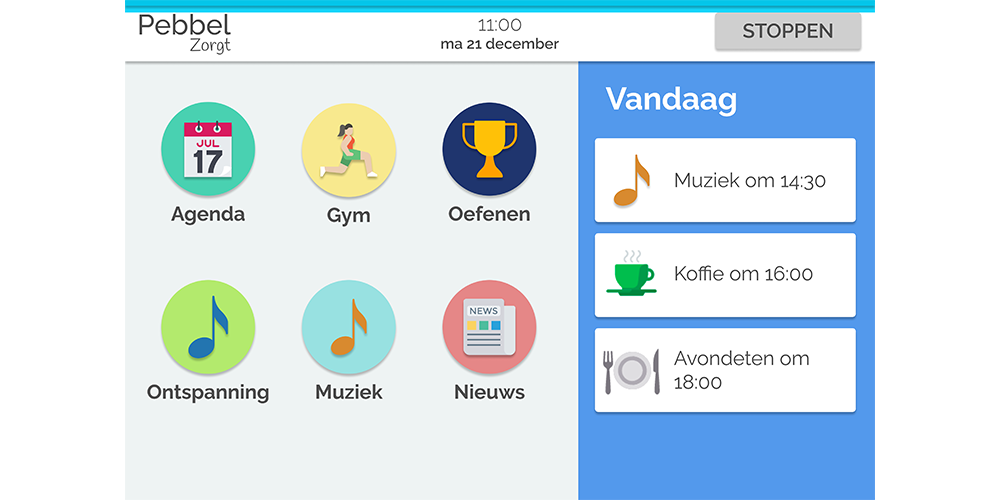 Pebbel
Zorgt
11:00
ma 21 december
STOPPEN
JUL
17
Agenda
Gym
Oefenen
Ontspanning
Muziek
NEWS
Nieuws
Vandaag
Muziek om 14:30
Koffie om 16:00
Avondeten om
18:00